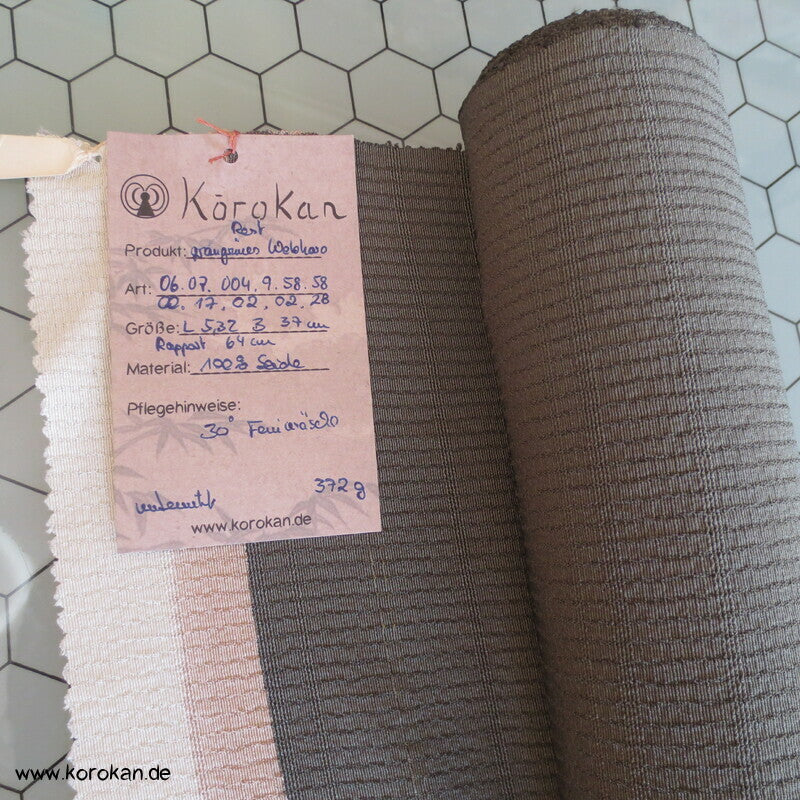 Körokan
Rest
Produkt: graugrünes Webkaro
Art: 06.07.004.9.58.58
00.17.02.02.28
Größe: L 5,32 B 37 cm
Rapport 64 cm
Material: 100% Seide
Pflegehinweise:
30° Feinwäsche
372 g
www.korokan.de
www.korokan.de